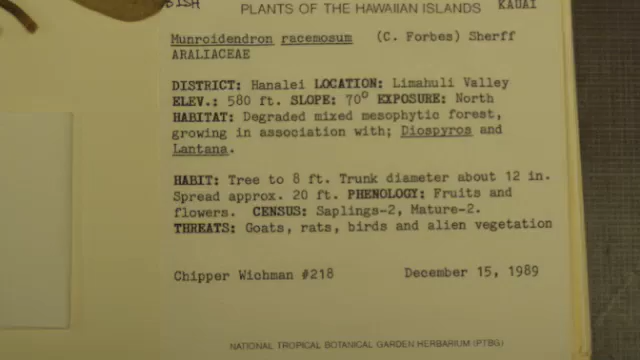 BISH
PLANTS OF THE HAWAIIAN ISLANDS KAUAI
Munroidendron racemosum (C. Forbes) Sherff
ARALIACEAE
DISTRICT: Hanalei LOCATION: Limahuli Valley
ELEV.: 580 ft. SLOPE: 70° EXPOSURE: North
HABITAT: Degraded mixed mesophytic forest,
growing in association with; Diospyros and
Lantana.
HABIT: Tree to 8 ft. Trunk diameter about 12 in.
Spread approx. 20 ft. PHENOLOGY: Fruits and
flowers. CENSUS: Saplings-2, Mature-2.
THREATS: Goats, rats, birds and alien vegetation
Chipper Wichman #218 December 15, 1989
NATIONAL TROPICAL BOTANICAL GARDEN HERBARIUM (PTBG)